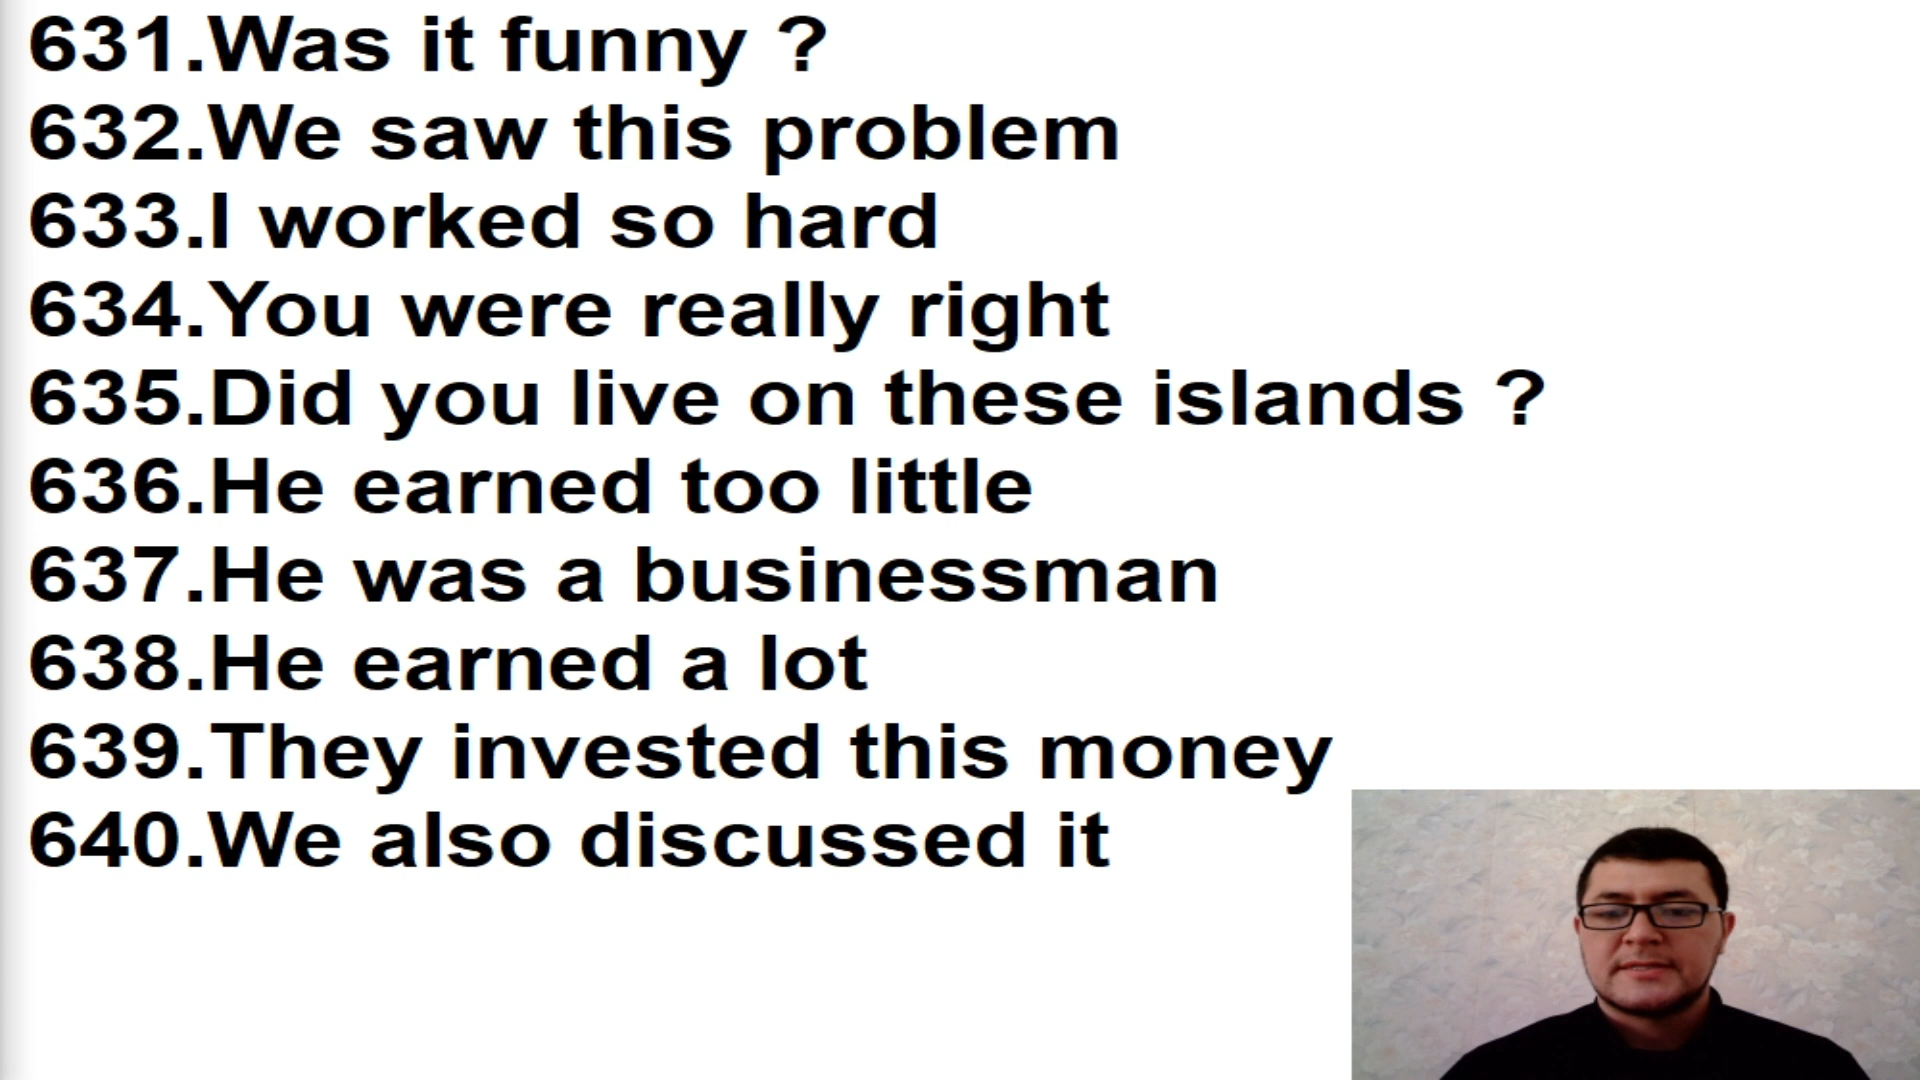 631.Was it funny ?
632.We saw this problem
633.I worked so hard
634.You were really right
635.Did you live on these islands ?
636.He earned too little
637.He was a businessman
638.He earned a lot
639.They invested this money
640.We also discussed it